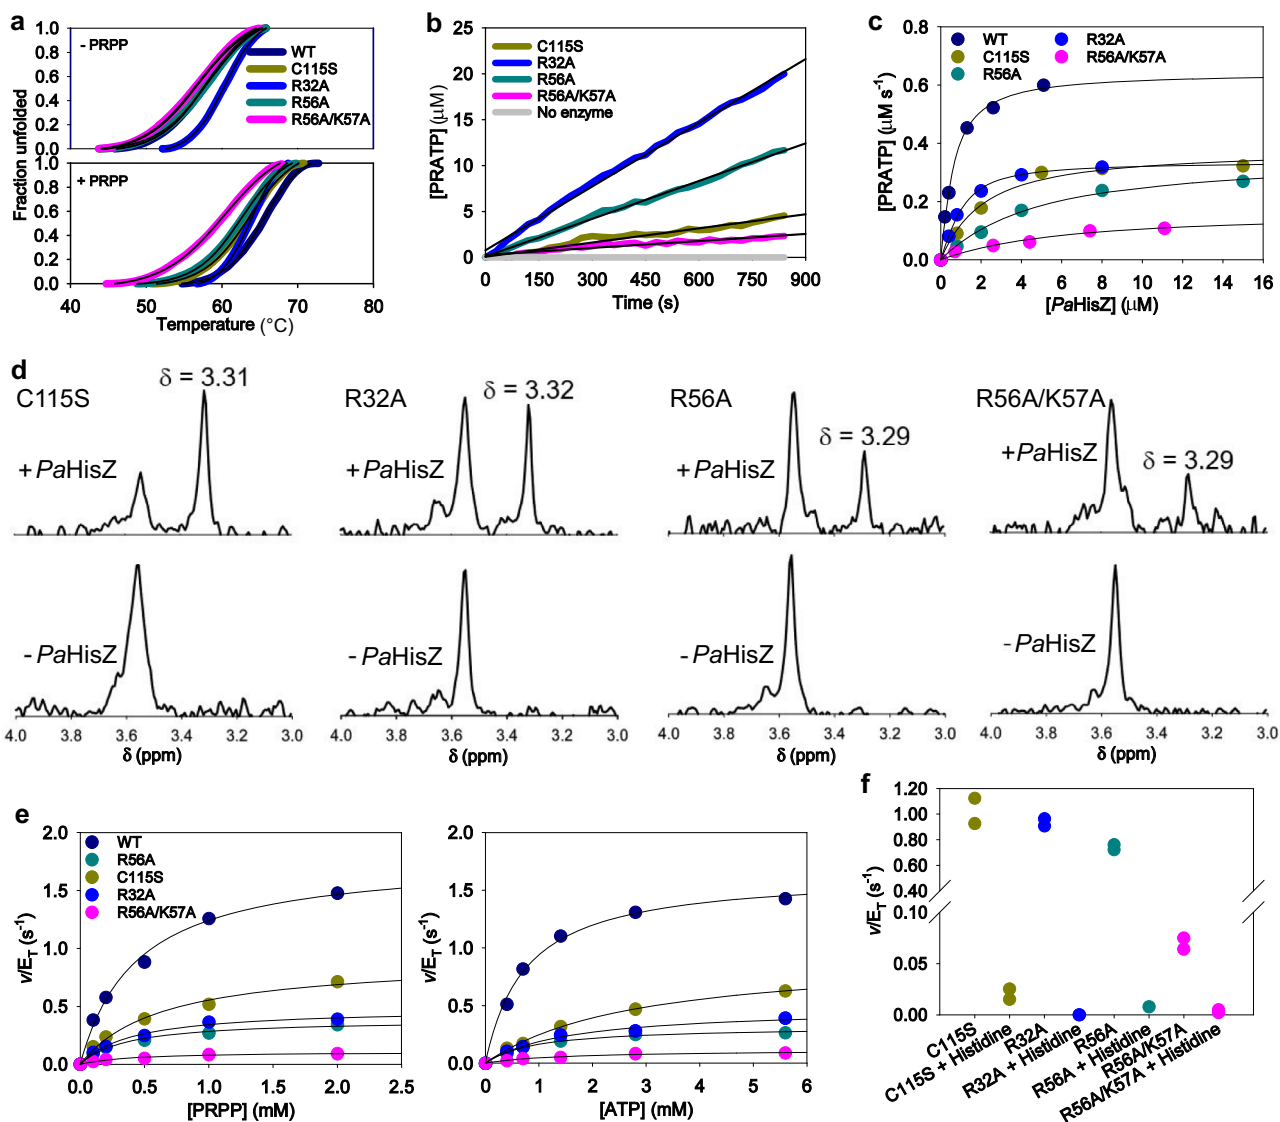 a
- PRPP
WT
C115S
R32A
R56A
R56A/K57A
+ PRPP
Fraction unfolded
1.0
0.8
0.6
0.4
0.2
0.0
1.0
0.8
0.6
0.4
0.2
0.0
40 50 60 70 80
Temperature (°C)
b
C115S
R32A
R56A
R56A/K57A
No enzyme
[PRATP] (μM)
25
20
15
10
5
0
0 150 300 450 600 750 900
Time (s)
c
WT
C115S
R56A
R32A
R56A/K57A
[PRATP] (μM s⁻¹)
0.8
0.6
0.4
0.2
0.0
0 2 4 6 8 10 12 14 16
[PaHisZ] (μM)
d
C115S
δ = 3.31
+ PaHisZ
- PaHisZ
4.0 3.8 3.6 3.4 3.2 3.0
δ (ppm)
R32A
δ = 3.32
+ PaHisZ
- PaHisZ
4.0 3.8 3.6 3.4 3.2 3.0
δ (ppm)
R56A
δ = 3.29
+ PaHisZ
- PaHisZ
4.0 3.8 3.6 3.4 3.2 3.0
δ (ppm)
R56A/K57A
δ = 3.29
+PaHisZ
- PaHisZ
4.0 3.8 3.6 3.4 3.2 3.0
δ (ppm)
e
WT
R56A
C115S
R32A
R56A/K57A
v/E_T (s⁻¹)
2.0
1.5
1.0
0.5
0.0
0.0 0.5 1.0 1.5 2.0 2.5
[PRPP] (mM)
v/E_T (s⁻¹)
2.0
1.5
1.0
0.5
0.0
0 1 2 3 4 5 6
[ATP] (mM)
f
v/E_T (s⁻¹)
1.20
1.00
0.80
0.60
0.40
0.10
0.05
0.00
C115S
C115S + Histidine
R32A
R32A + Histidine
R56A
R56A + Histidine
R56A/K57A
R56A/K57A + Histidine